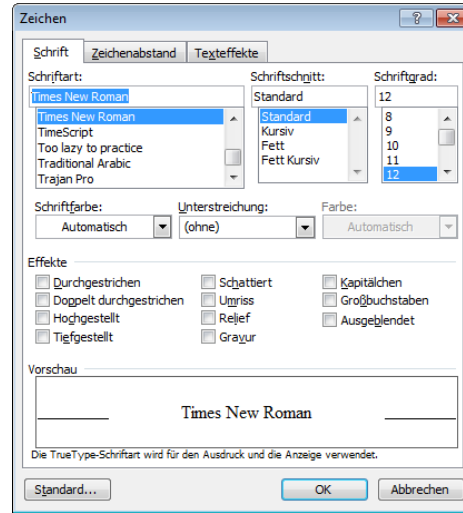 Zeichen
Schrift Zeichenabstand Texteffekte
Schriftart: Schriftschnitt: Schriftgrad:
Times New Roman Standard 12
Times New Roman Standard 8
TimeScript Kursiv 9
Too lazy to practice Fett 10
Traditional Arabic Fett Kursiv 11
Trajan Pro 12
Schriftfarbe: Unterstreichung: Farbe:
Automatisch (ohne) Automatisch
Effekte
Durchgestrichen Schattiert Kapitälchen
Doppelt durchgestrichen Umriss Großbuchstaben
Hochgestellt Relief Ausgeblendet
Tiefgestellt Gravur
Vorschau
Times New Roman
Die TrueType-Schriftart wird für den Ausdruck und die Anzeige verwendet.
Standard... OK Abbrechen